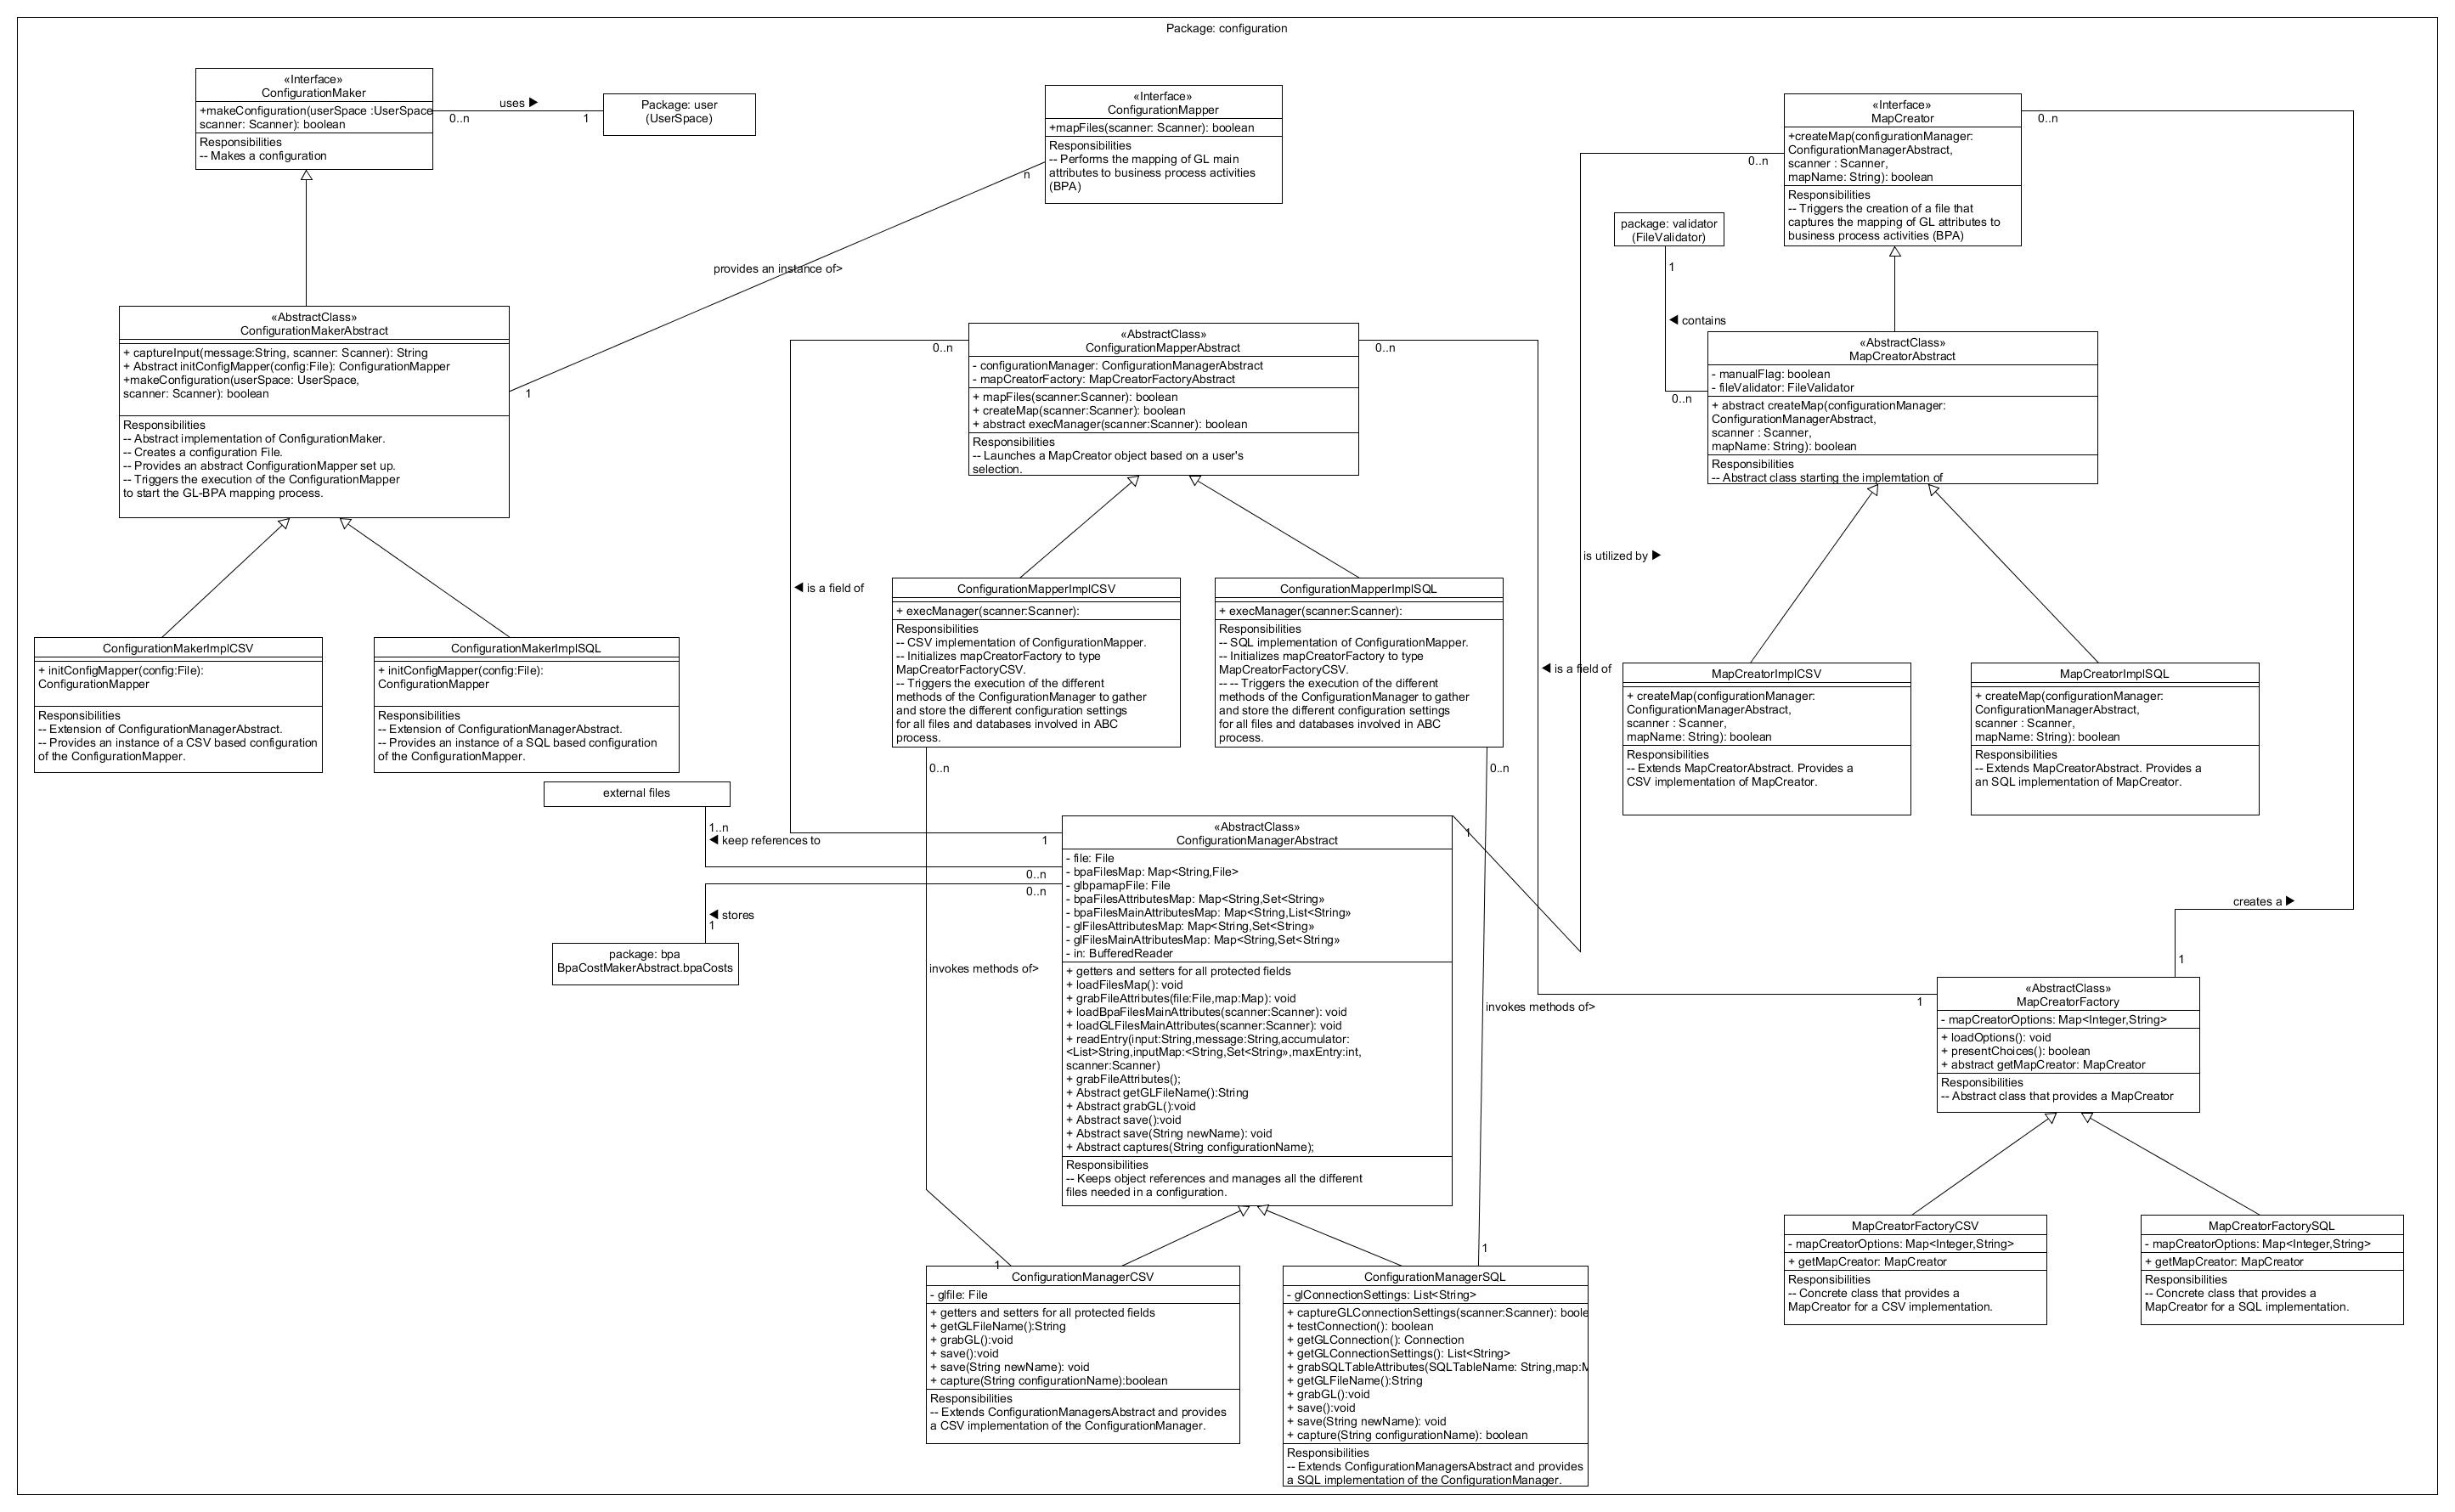 Package: configuration
«Interface»
ConfigurationMaker
+makeConfiguration(userSpace :UserSpace
scanner: Scanner): boolean
Responsibilities
-- Makes a configuration
uses ▶
0..n
1
Package: user
(UserSpace)
«Interface»
ConfigurationMapper
+mapFiles(scanner: Scanner): boolean
Responsibilities
-- Performs the mapping of GL main
attributes to business process activities
(BPA)
n
provides an instance of>
1
«Interface»
MapCreator
+createMap(configurationManager:
ConfigurationManagerAbstract,
scanner : Scanner,
mapName: String): boolean
Responsibilities
-- Triggers the creation of a file that
captures the mapping of GL attributes to
business process activities (BPA)
0..n
0..n
package: validator
(FileValidator)
1
◀ contains
0..n
«AbstractClass»
ConfigurationMakerAbstract
+ captureInput(message:String, scanner: Scanner): String
+ Abstract initConfigMapper(config:File): ConfigurationMapper
+makeConfiguration(userSpace: UserSpace,
scanner: Scanner): boolean
Responsibilities
-- Abstract implementation of ConfigurationMaker.
-- Creates a configuration File.
-- Provides an abstract ConfigurationMapper set up.
-- Triggers the execution of the ConfigurationMapper
to start the GL-BPA mapping process.
«AbstractClass»
ConfigurationMapperAbstract
- configurationManager: ConfigurationManagerAbstract
- mapCreatorFactory: MapCreatorFactoryAbstract
+ mapFiles(scanner:Scanner): boolean
+ createMap(scanner:Scanner): boolean
+ abstract execManager(scanner:Scanner): boolean
Responsibilities
-- Launches a MapCreator object based on a user's
selection.
0..n
0..n
«AbstractClass»
MapCreatorAbstract
- manualFlag: boolean
- fileValidator: FileValidator
+ abstract createMap(configurationManager:
ConfigurationManagerAbstract,
scanner : Scanner,
mapName: String): boolean
Responsibilities
-- Abstract class starting the implemtation of
is utilized by ▶
◀ is a field of
◀ is a field of
ConfigurationMakerImplCSV
+ initConfigMapper(config:File):
ConfigurationMapper
Responsibilities
-- Extension of ConfigurationManagerAbstract.
-- Provides an instance of a CSV based configuration
of the ConfigurationMapper.
ConfigurationMakerImplSQL
+ initConfigMapper(config:File):
ConfigurationMapper
Responsibilities
-- Extension of ConfigurationManagerAbstract.
-- Provides an instance of a SQL based configuration
of the ConfigurationMapper.
ConfigurationMapperImplCSV
+ execManager(scanner:Scanner):
Responsibilities
-- CSV implementation of ConfigurationMapper.
-- Initializes mapCreatorFactory to type
MapCreatorFactoryCSV.
-- Triggers the execution of the different
methods of the ConfigurationManager to gather
and store the different configuration settings
for all files and databases involved in ABC
process.
0..n
ConfigurationMapperImplSQL
+ execManager(scanner:Scanner):
Responsibilities
-- SQL implementation of ConfigurationMapper.
-- Initializes mapCreatorFactory to type
MapCreatorFactoryCSV.
-- -- Triggers the execution of the different
methods of the ConfigurationManager to gather
and store the different configuration settings
for all files and databases involved in ABC
process.
0..n
MapCreatorImplCSV
+ createMap(configurationManager:
ConfigurationManagerAbstract,
scanner : Scanner,
mapName: String): boolean
Responsibilities
-- Extends MapCreatorAbstract. Provides a
CSV implementation of MapCreator.
MapCreatorImplSQL
+ createMap(configurationManager:
ConfigurationManagerAbstract,
scanner : Scanner,
mapName: String): boolean
Responsibilities
-- Extends MapCreatorAbstract. Provides a
an SQL implementation of MapCreator.
external files
1..n
◀ keep references to
0..n
0..n
1
1
◀ stores
1
package: bpa
BpaCostMakerAbstract.bpaCosts
«AbstractClass»
ConfigurationManagerAbstract
- file: File
- bpaFilesMap: Map<String,File>
- glbpamapFile: File
- bpaFilesAttributesMap: Map<String,Set<String»
- bpaFilesMainAttributesMap: Map<String,List<String»
- glFilesAttributesMap: Map<String,Set<String»
- glFilesMainAttributesMap: Map<String,Set<String»
- in: BufferedReader
+ getters and setters for all protected fields
+ loadFilesMap(): void
+ grabFileAttributes(file:File,map:Map): void
+ loadBpaFilesMainAttributes(scanner:Scanner): void
+ loadGLFilesMainAttributes(scanner:Scanner): void
+ readEntry(input:String,message:String,accumulator:
<List>String,inputMap:<String,Set<String»,maxEntry:int,
scanner:Scanner)
+ grabFileAttributes();
+ Abstract getGLFileName():String
+ Abstract grabGL():void
+ Abstract save():void
+ Abstract save(String newName): void
+ Abstract captures(String configurationName);
Responsibilities
-- Keeps object references and manages all the different
files needed in a configuration.
invokes methods of>
invokes methods of>
creates a ▶
1
1
«AbstractClass»
MapCreatorFactory
- mapCreatorOptions: Map<Integer,String>
+ loadOptions(): void
+ presentChoices(): boolean
+ abstract getMapCreator: MapCreator
Responsibilities
-- Abstract class that provides a MapCreator
1
1
ConfigurationManagerCSV
- glfile: File
+ getters and setters for all protected fields
+ getGLFileName():String
+ grabGL():void
+ save():void
+ save(String newName): void
+ capture(String configurationName):boolean
Responsibilities
-- Extends ConfigurationManagersAbstract and provides
a CSV implementation of the ConfigurationManager.
ConfigurationManagerSQL
- glConnectionSettings: List<String>
+ captureGLConnectionSettings(scanner:Scanner): boole
+ testConnection(): boolean
+ getGLConnection(): Connection
+ getGLConnectionSettings(): List<String>
+ grabSQLTableAttributes(SQLTableName: String,map:M
+ getGLFileName():String
+ grabGL():void
+ save():void
+ save(String newName): void
+ capture(String configurationName): boolean
Responsibilities
-- Extends ConfigurationManagersAbstract and provides
a SQL implementation of the ConfigurationManager.
MapCreatorFactoryCSV
- mapCreatorOptions: Map<Integer,String>
+ getMapCreator: MapCreator
Responsibilities
-- Concrete class that provides a
MapCreator for a CSV implementation.
MapCreatorFactorySQL
- mapCreatorOptions: Map<Integer,String>
+ getMapCreator: MapCreator
Responsibilities
-- Concrete class that provides a
MapCreator for a SQL implementation.